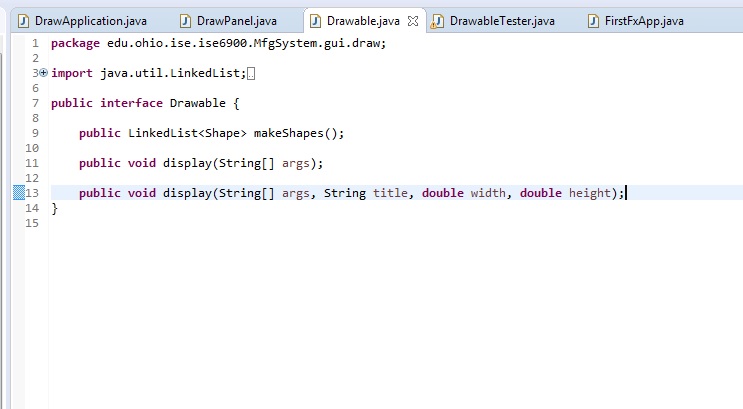 DrawApplication.java DrawPanel.java Drawable.java DrawableTester.java FirstFxApp.java
1 package edu.ohio.ise.ise6900.MfgSystem.gui.draw;
2
3 import java.util.LinkedList;
6
7 public interface Drawable {
8
9 public LinkedList<Shape> makeShapes();
10
11 public void display(String[] args);
12
13 public void display(String[] args, String title, double width, double height);
14 }
15